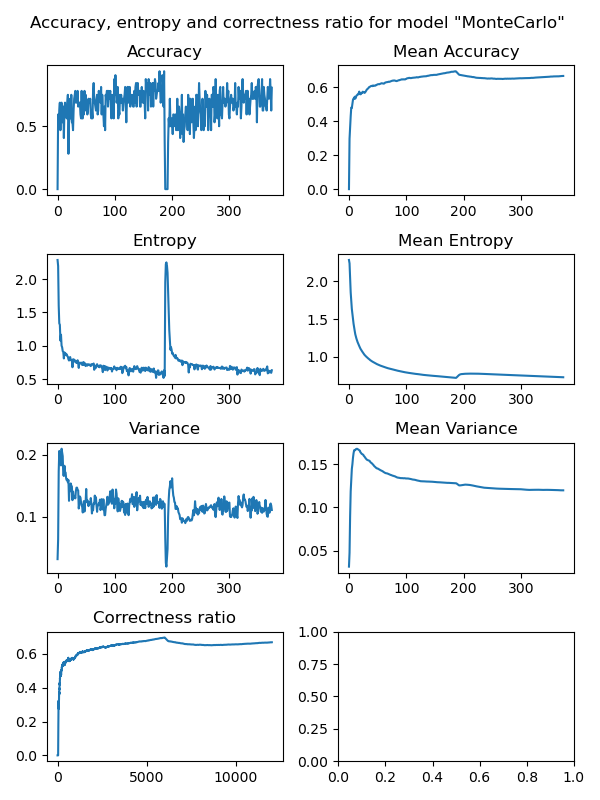 Accuracy, entropy and correctness ratio for model "MonteCarlo"
Accuracy
0.5
0.0
0 100 200 300
Mean Accuracy
0.6
0.4
0.2
0.0
0 100 200 300
Entropy
2.0
1.5
1.0
0.5
0 100 200 300
Mean Entropy
2.0
1.5
1.0
0 100 200 300
Variance
0.2
0.1
0 100 200 300
Mean Variance
0.15
0.10
0.05
0 100 200 300
Correctness ratio
0.6
0.4
0.2
0.0
0 5000 10000
1.00
0.75
0.50
0.25
0.00
0.0 0.2 0.4 0.6 0.8 1.0